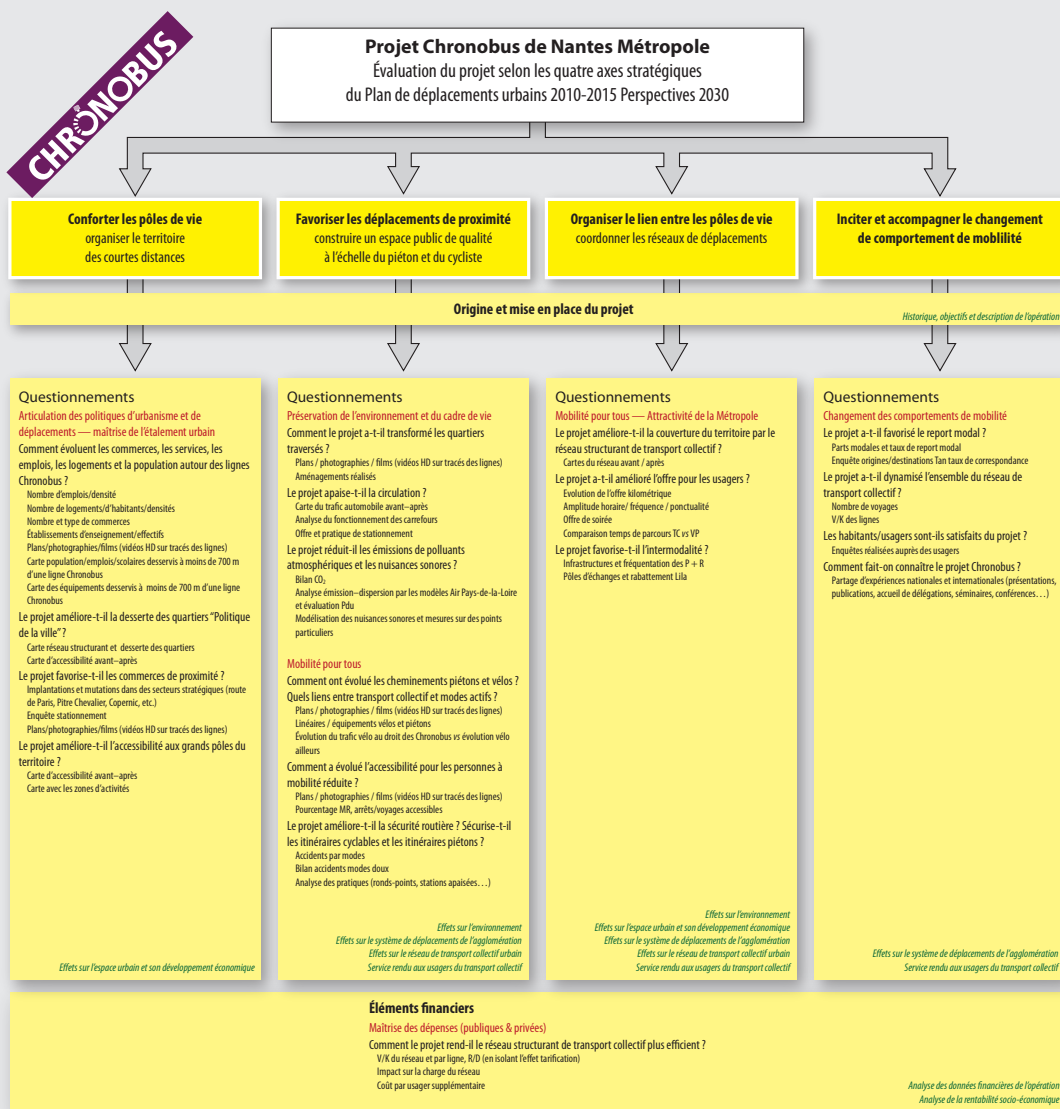 CHRONOBUS
Projet Chronobus de Nantes Métropole
Évaluation du projet selon les quatre axes stratégiques
du Plan de déplacements urbains 2010-2015 Perspectives 2030
Conforter les pôles de vie
organiser le territoire
des courtes distances
Favoriser les déplacements de proximité
construire un espace public de qualité
à l'échelle du piéton et du cycliste
Organiser le lien entre les pôles de vie
coordonner les réseaux de déplacements
Inciter et accompagner le changement
de comportement de moblilité
Origine et mise en place du projet
Historique, objectifs et description de l'opération
Questionnements
Articulation des politiques d'urbanisme et de
déplacements — maîtrise de l'étalement urbain
Comment évoluent les commerces, les services, les
emplois, les logements et la population autour des lignes
Chronobus ?
Nombre d'emplois/densité
Nombre de logements/d'habitants/densités
Nombre et type de commerces
Établissements d'enseignement/effectifs
Plans/photographies/films (vidéos HD sur tracés des lignes)
Carte population/emplois/scolaires desservis à moins de 700 m
d'une ligne Chronobus
Carte des équipements desservis à moins de 700 m d'une ligne
Chronobus
Le projet améliore-t-il la desserte des quartiers "Politique
de la ville" ?
Carte réseau structurant et desserte des quartiers
Carte d'accessibilité avant–après
Le projet favorise-t-il les commerces de proximité ?
Implantations et mutations dans des secteurs stratégiques (route
de Paris, Pitre Chevalier, Copernic, etc.)
Enquête stationnement
Plans/photographies/films (vidéos HD sur tracés des lignes)
Le projet améliore-t-il l'accessibilité aux grands pôles du
territoire ?
Carte d'accessibilité avant–après
Carte avec les zones d'activités
Effets sur l'espace urbain et son développement économique
Questionnements
Préservation de l'environnement et du cadre de vie
Comment le projet a-t-il transformé les quartiers
traversés ?
Plans / photographies / films (vidéos HD sur tracés des lignes)
Aménagements réalisés
Le projet apaise-t-il la circulation ?
Carte du trafic automobile avant–après
Analyse du fonctionnement des carrefours
Offre et pratique de stationnement
Le projet réduit-il les émissions de polluants
atmosphériques et les nuisances sonores ?
Bilan CO₂
Analyse émission–dispersion par les modèles Air Pays-de-la-Loire
et évaluation Pdu
Modélisation des nuisances sonores et mesures sur des points
particuliers
Mobilité pour tous
Comment ont évolué les cheminements piétons et vélos ?
Quels liens entre transport collectif et modes actifs ?
Plans / photographies / films (vidéos HD sur tracés des lignes)
Linéaires / équipements vélos et piétons
Évolution du trafic vélo au droit des Chronobus vs évolution vélo
ailleurs
Comment a évolué l'accessibilité pour les personnes à
mobilité réduite ?
Plans / photographies / films (vidéos HD sur tracés des lignes)
Pourcentage MR, arrêts/voyages accessibles
Le projet améliore-t-il la sécurité routière ? Sécurise-t-il
les itinéraires cyclables et les itinéraires piétons ?
Accidents par modes
Bilan accidents modes doux
Analyse des pratiques (ronds-points, stations apaisées…)
Effets sur l'environnement
Effets sur le système de déplacements de l'agglomération
Effets sur le réseau de transport collectif urbain
Service rendu aux usagers du transport collectif
Questionnements
Mobilité pour tous — Attractivité de la Métropole
Le projet améliore-t-il la couverture du territoire par le
réseau structurant de transport collectif ?
Cartes du réseau avant / après
Le projet a-t-il amélioré l'offre pour les usagers ?
Evolution de l'offre kilométrique
Amplitude horaire/ fréquence / ponctualité
Offre de soirée
Comparaison temps de parcours TC vs VP
Le projet favorise-t-il l'intermodalité ?
Infrastructures et fréquentation des P + R
Pôles d'échanges et rabattement Lila
Effets sur l'environnement
Effets sur l'espace urbain et son développement économique
Effets sur le système de déplacements de l'agglomération
Effets sur le réseau de transport collectif urbain
Service rendu aux usagers du transport collectif
Questionnements
Changement des comportements de mobilité
Le projet a-t-il favorisé le report modal ?
Parts modales et taux de report modal
Enquête origines/destinations Tan taux de correspondance
Le projet a-t-il dynamisé l'ensemble du réseau de
transport collectif ?
Nombre de voyages
V/K des lignes
Les habitants/usagers sont-ils satisfaits du projet ?
Enquêtes réalisées auprès des usagers
Comment fait-on connaître le projet Chronobus ?
Partage d'expériences nationales et internationales (présentations,
publications, accueil de délégations, séminaires, conférences…)
Effets sur le système de déplacements de l'agglomération
Service rendu aux usagers du transport collectif
Éléments financiers
Maîtrise des dépenses (publiques & privées)
Comment le projet rend-il le réseau structurant de transport collectif plus efficient ?
V/K du réseau et par ligne, R/D (en isolant l'effet tarification)
Impact sur la charge du réseau
Coût par usager supplémentaire
Analyse des données financières de l'opération
Analyse de la rentabilité socio-économique